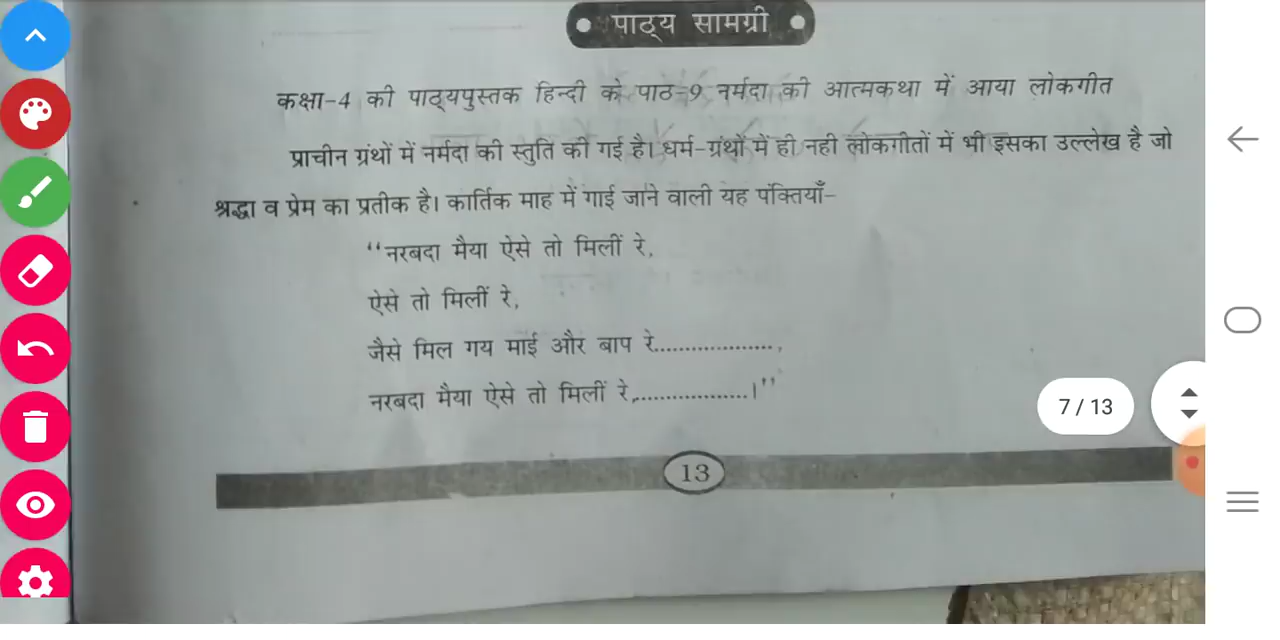 पाठ्य सामग्री
कक्षा-4 की पाठ्यपुस्तक हिन्दी के पाठ-9 नर्मदा की आत्मकथा में आया लोकगीत
प्राचीन ग्रंथों में नर्मदा की स्तुति की गई है। धर्म-ग्रंथों में ही नही लोकगीतों में भी इसका उल्लेख है जो
श्रद्धा व प्रेम का प्रतीक है। कार्तिक माह में गाई जाने वाली यह पंक्तियाँ-
“नरबदा मैया ऐसे तो मिलीं रे,
ऐसे तो मिलीं रे,
जैसे मिल गय माई और बाप रे..................,
नरबदा मैया ऐसे तो मिलीं रे,.................।”
7 / 13
13